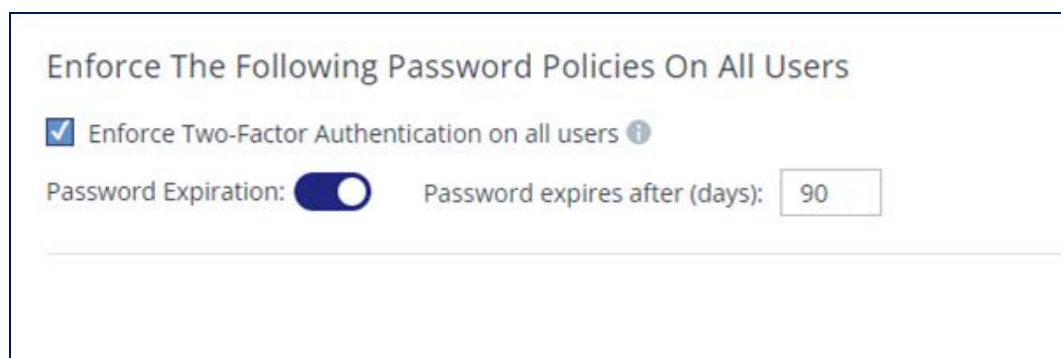 Enforce The Following Password Policies On All Users
Enforce Two-Factor Authentication on all users
Password Expiration: Password expires after (days): 90